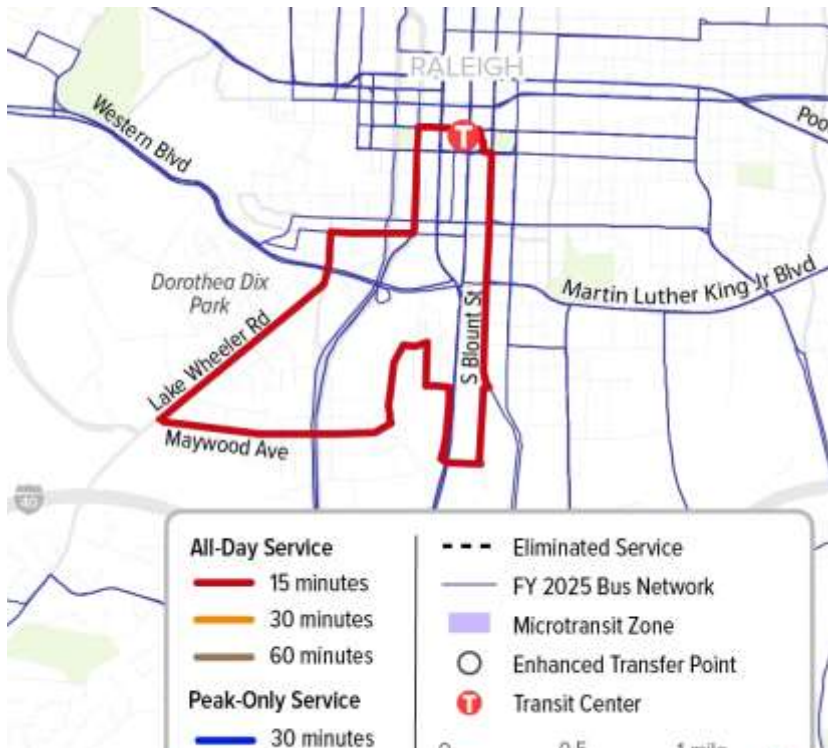 RALEIGH
T
Poo
Western Blvd
Dorothea Dix
Park
Martin Luther King Jr Blvd
S Blount St
Lake Wheeler Rd
Maywood Ave
40
All-Day Service
15 minutes
30 minutes
60 minutes
Peak-Only Service
30 minutes
Eliminated Service
FY 2025 Bus Network
Microtransit Zone
Enhanced Transfer Point
T Transit Center
0 0.5 1 mile